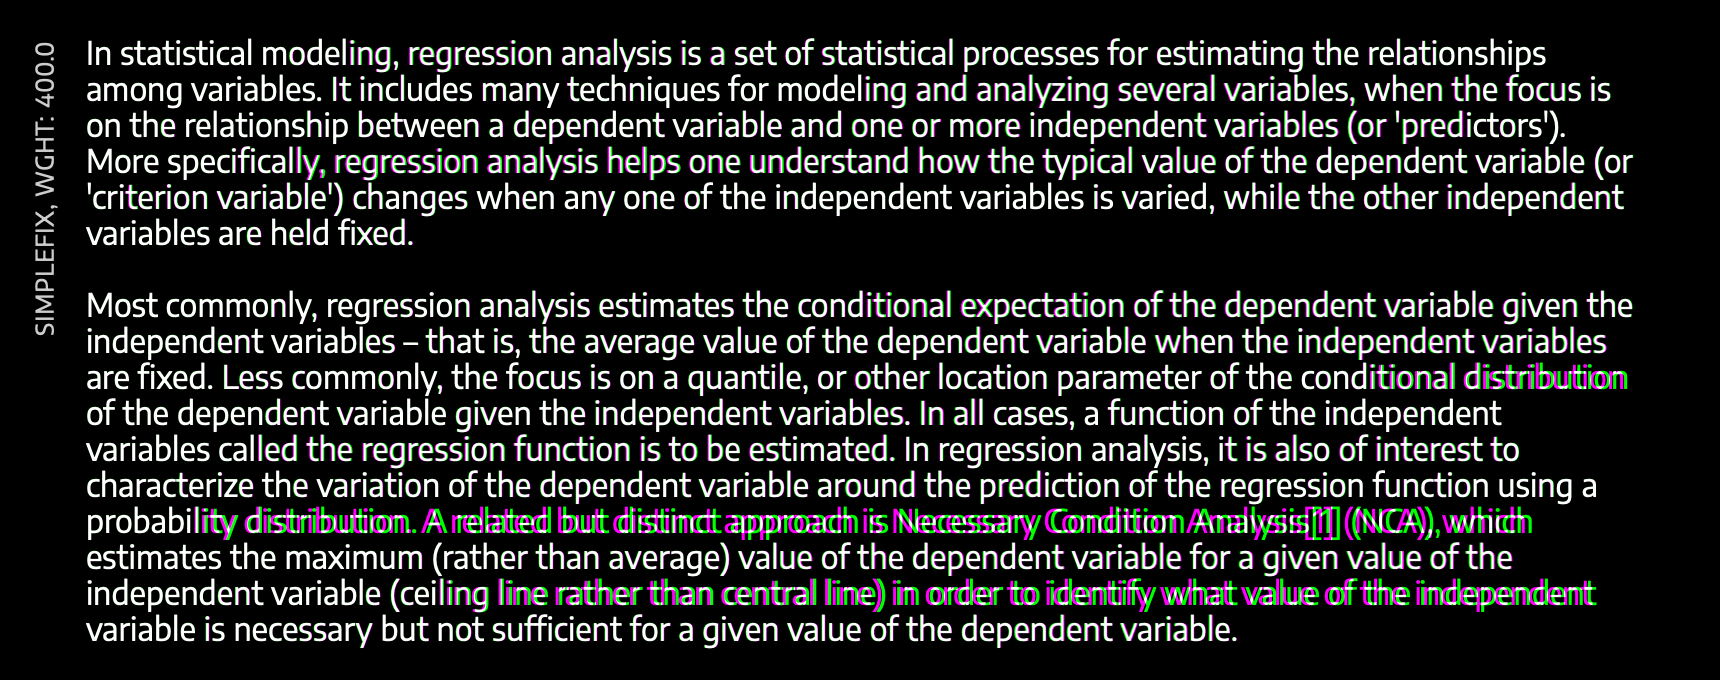 SIMPLEFIX, WGHT: 400.0
In statistical modeling, regression analysis is a set of statistical processes for estimating the relationships
among variables. It includes many techniques for modeling and analyzing several variables, when the focus is
on the relationship between a dependent variable and one or more independent variables (or 'predictors').
More specifically, regression analysis helps one understand how the typical value of the dependent variable (or
'criterion variable') changes when any one of the independent variables is varied, while the other independent
variables are held fixed.
Most commonly, regression analysis estimates the conditional expectation of the dependent variable given the
independent variables – that is, the average value of the dependent variable when the independent variables
are fixed. Less commonly, the focus is on a quantile, or other location parameter of the conditional distribution
of the dependent variable given the independent variables. In all cases, a function of the independent
variables called the regression function is to be estimated. In regression analysis, it is also of interest to
characterize the variation of the dependent variable around the prediction of the regression function using a
probability distribution. A related but distinct approach is Necessary Condition Analysis[1] (NCA), which
estimates the maximum (rather than average) value of the dependent variable for a given value of the
independent variable (ceiling line rather than central line) in order to identify what value of the independent
variable is necessary but not sufficient for a given value of the dependent variable.